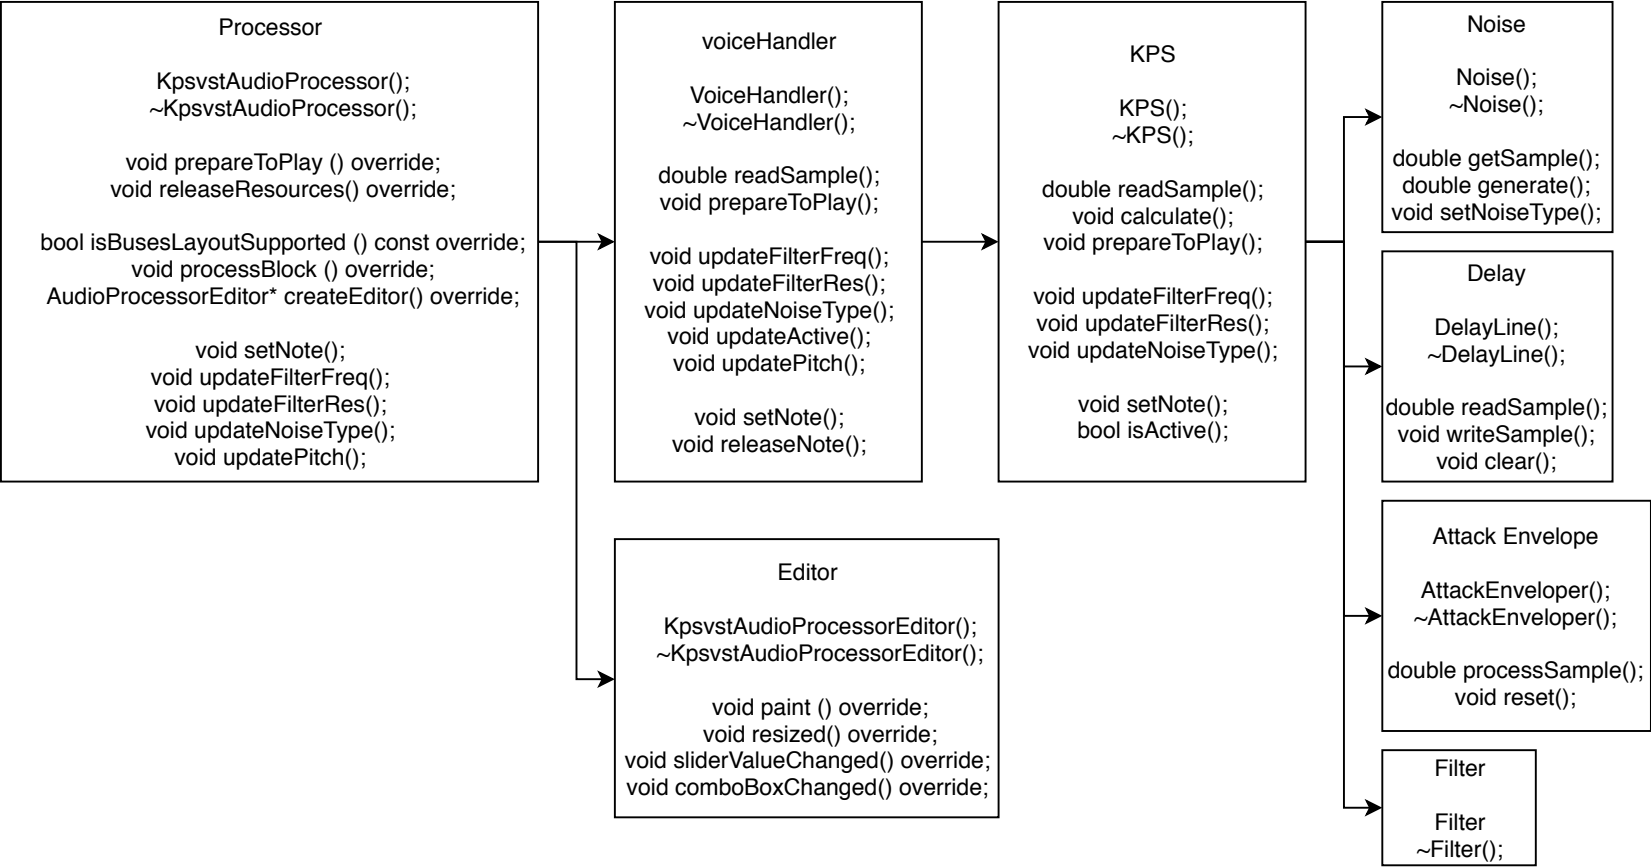 Processor
KpsvstAudioProcessor();
~KpsvstAudioProcessor();
void prepareToPlay () override;
void releaseResources() override;
bool isBusesLayoutSupported () const override;
void processBlock () override;
AudioProcessorEditor* createEditor() override;
void setNote();
void updateFilterFreq();
void updateFilterRes();
void updateNoiseType();
void updatePitch();
voiceHandler
VoiceHandler();
~VoiceHandler();
double readSample();
void prepareToPlay();
void updateFilterFreq();
void updateFilterRes();
void updateNoiseType();
void updateActive();
void updatePitch();
void setNote();
void releaseNote();
Editor
KpsvstAudioProcessorEditor();
~KpsvstAudioProcessorEditor();
void paint () override;
void resized() override;
void sliderValueChanged() override;
void comboBoxChanged() override;
KPS
KPS();
~KPS();
double readSample();
void calculate();
void prepareToPlay();
void updateFilterFreq();
void updateFilterRes();
void updateNoiseType();
void setNote();
bool isActive();
Noise
Noise();
~Noise();
double getSample();
double generate();
void setNoiseType();
Delay
DelayLine();
~DelayLine();
double readSample();
void writeSample();
void clear();
Attack Envelope
AttackEnveloper();
~AttackEnveloper();
double processSample();
void reset();
Filter
Filter
~Filter();